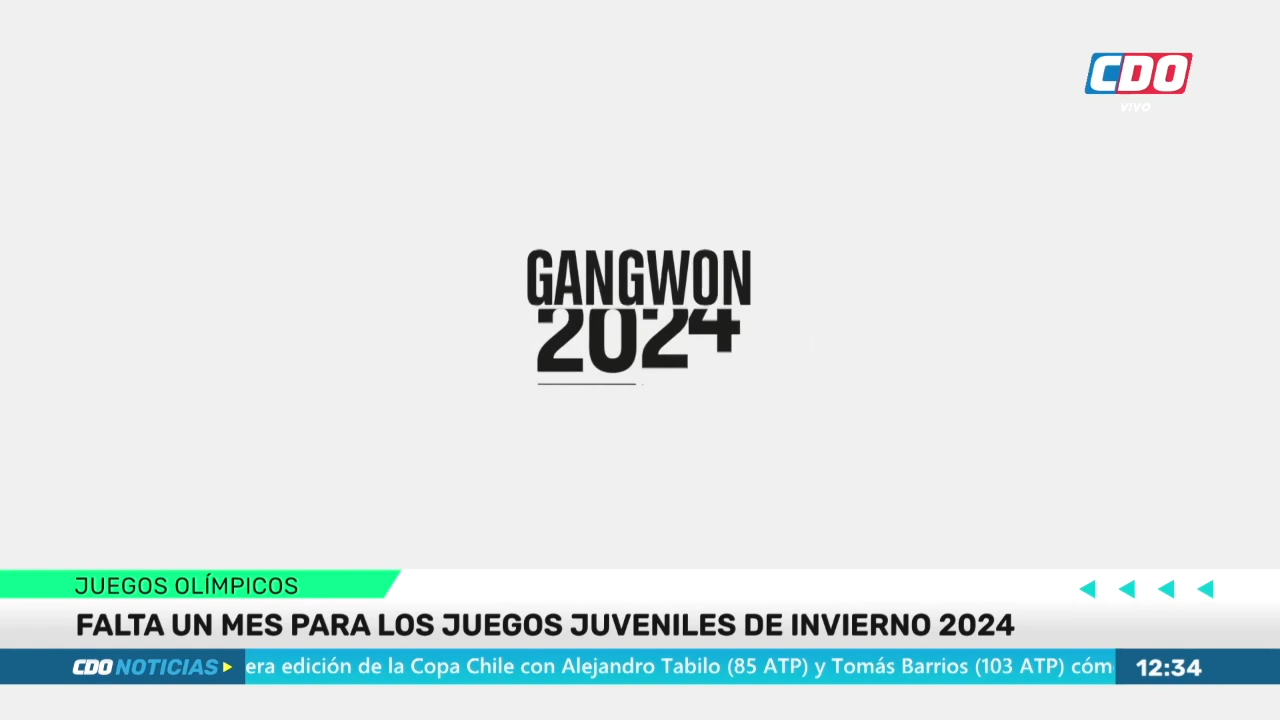 CDO
VIVO
GANGWON
2024
JUEGOS OLÍMPICOS
FALTA UN MES PARA LOS JUEGOS JUVENILES DE INVIERNO 2024
CDO NOTICIAS
era edición de la Copa Chile con Alejandro Tabilo (85 ATP) y Tomás Barrios (103 ATP) cóm
12:34